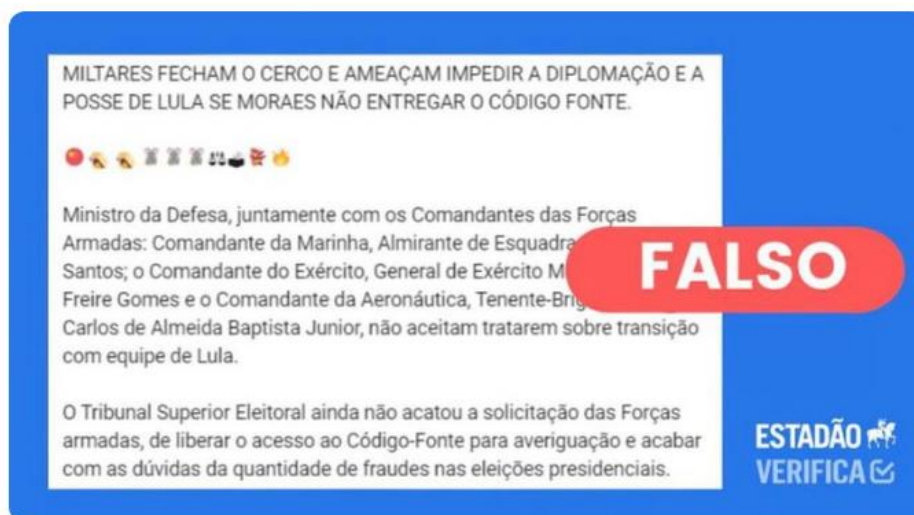 MILTARES FECHAM O CERCO E AMEAÇAM IMPEDIR A DIPLOMAÇÃO E A
POSSE DE LULA SE MORAES NÃO ENTREGAR O CÓDIGO FONTE.
Ministro da Defesa, juntamente com os Comandantes das Forças
Armadas: Comandante da Marinha, Almirante de Esquadra
Santos; o Comandante do Exército, General de Exército M
Freire Gomes e o Comandante da Aeronáutica, Tenente-Brig
Carlos de Almeida Baptista Junior, não aceitam tratarem sobre transição
com equipe de Lula.
O Tribunal Superior Eleitoral ainda não acatou a solicitação das Forças
armadas, de liberar o acesso ao Código-Fonte para averiguação e acabar
com as dúvidas da quantidade de fraudes nas eleições presidenciais.
FALSO
ESTADÃO
VERIFICA